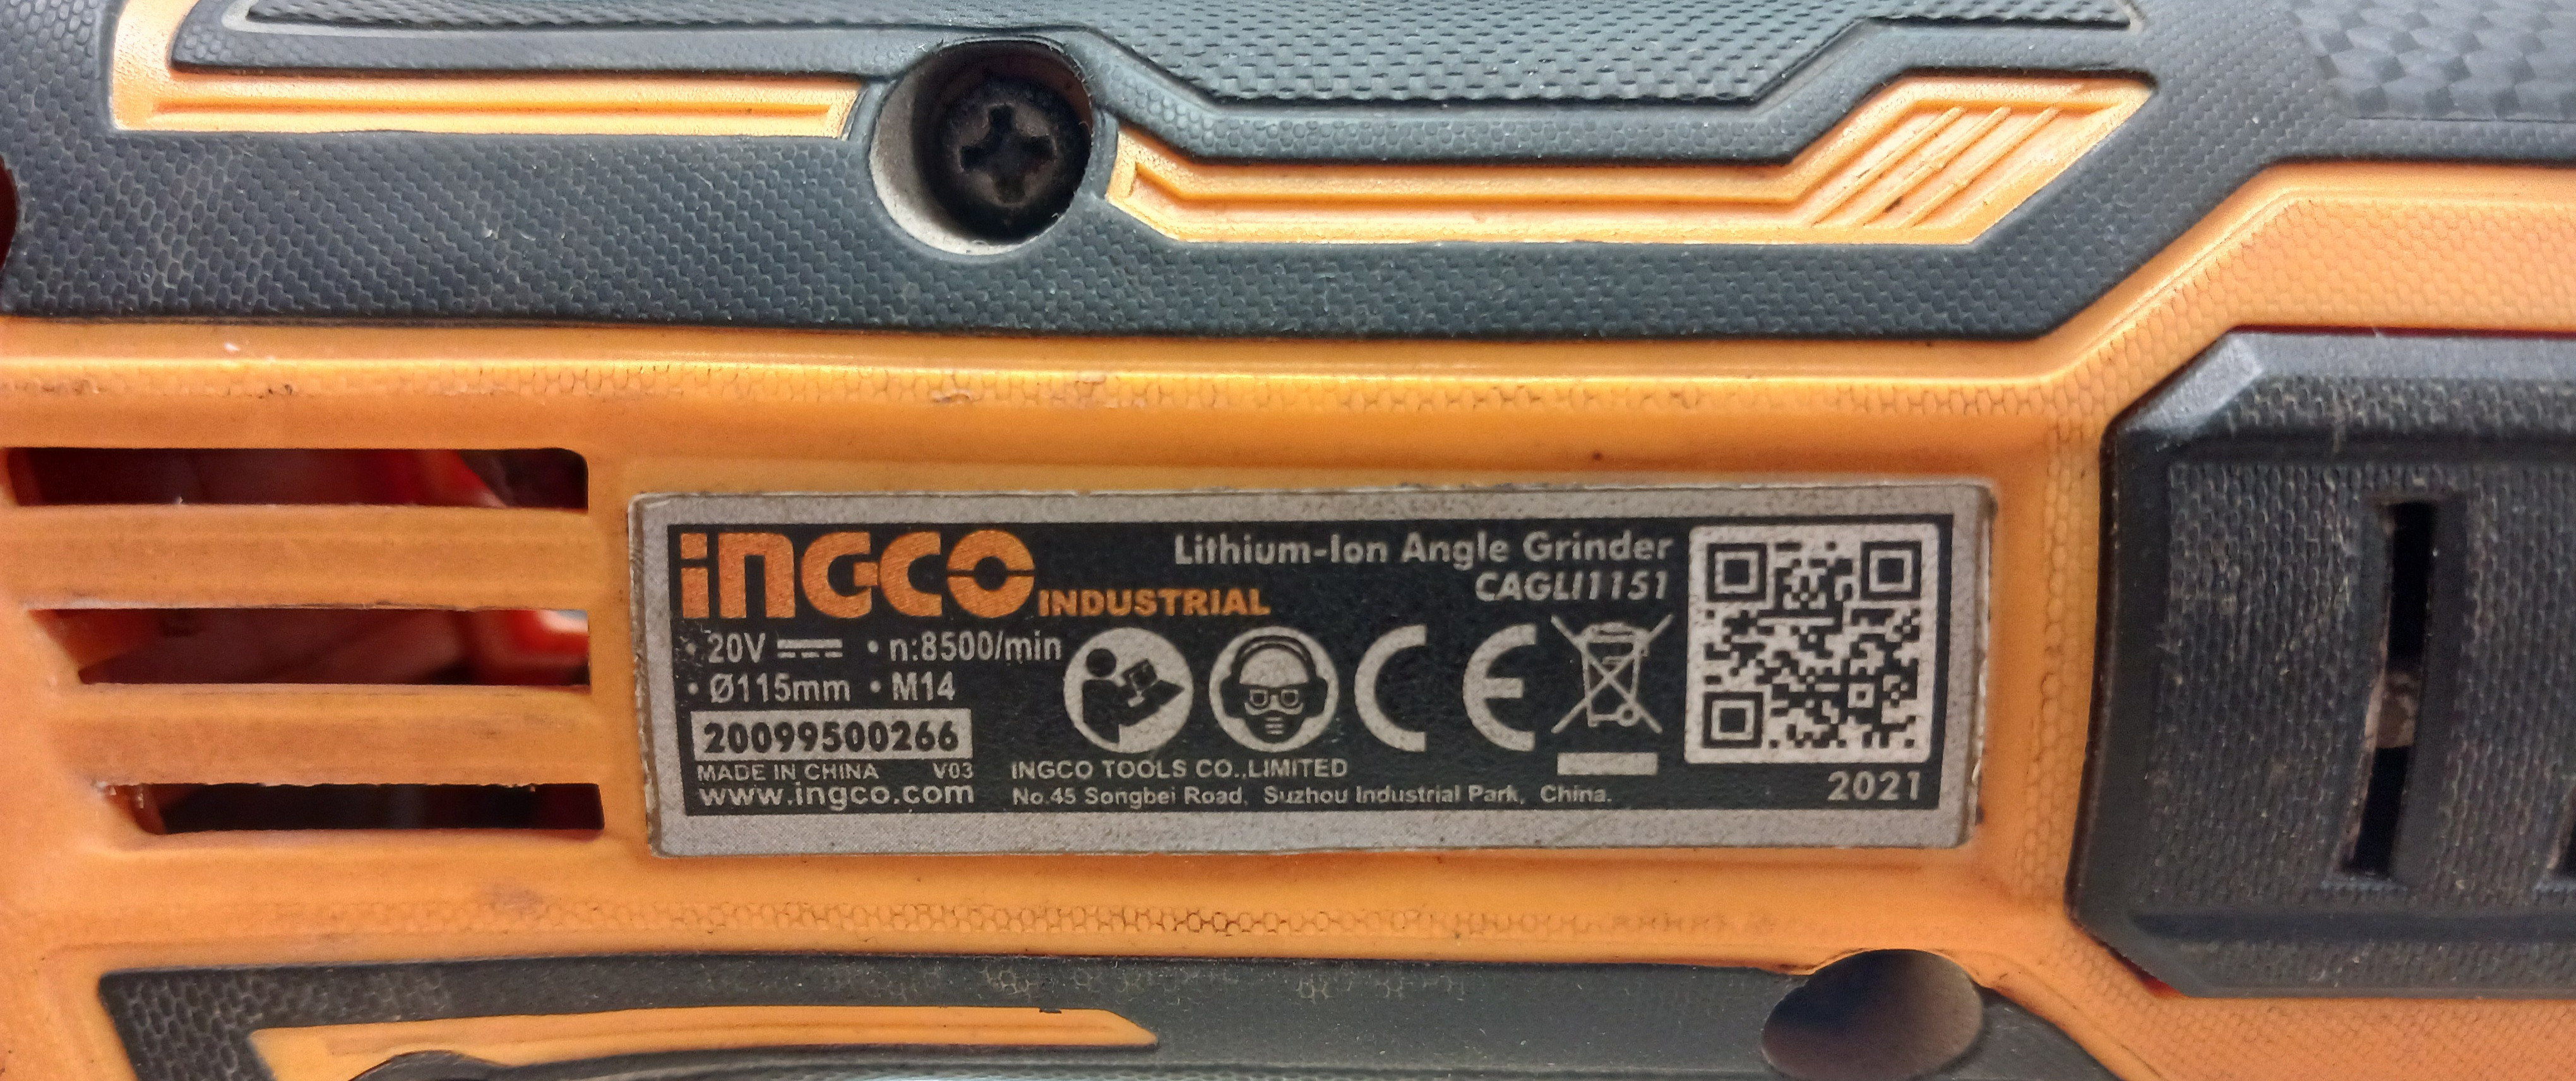 INGCO INDUSTRIAL
Lithium-Ion Angle Grinder
CAGLI1151
• 20V • n:8500/min
• Ø115mm • M14
20099500266
MADE IN CHINA V03
www.ingco.com
CE
INGCO TOOLS CO.,LIMITED
No.45 Songbei Road, Suzhou Industrial Park, China.
2021